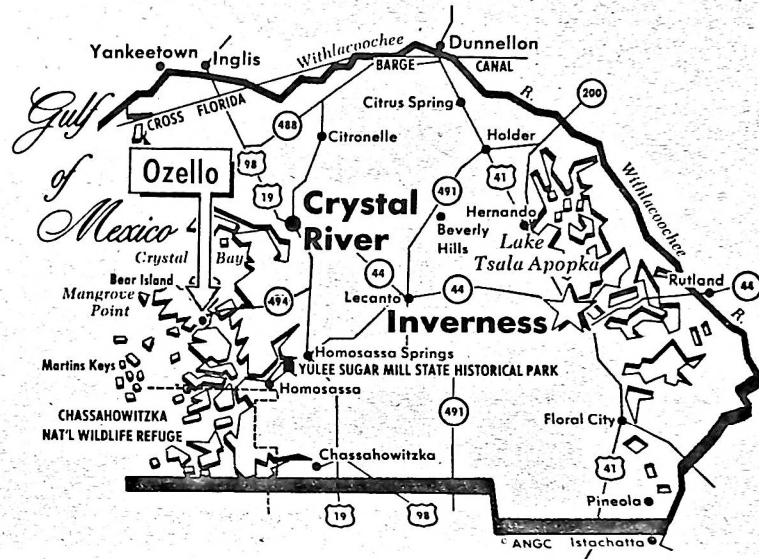 Yankeetown
Inglis
Withlacoochee
Dunnellon
BARGE
CANAL
R.
CROSS FLORIDA
Gulf
of
Mexico
488
Citronelle
Citrus Spring
200
Holder
98
19
Ozello
491
41
Withlacoochee
R.
Crystal
River
Hernando
Beverly
Hills
Lake
Tsala Apopka
Crystal Bay
Bear Island
Mangrove
Point
494
44
Lecanto
44
Rutland
44
Inverness
Homosassa Springs
YULEE SUGAR MILL STATE HISTORICAL PARK
Martins Keys
Homosassa
CHASSAHOWITZKA
NAT'L WILDLIFE REFUGE
491
Floral City
Chassahowitzka
41
Pineola
19
98
© ANGC
Istachatta